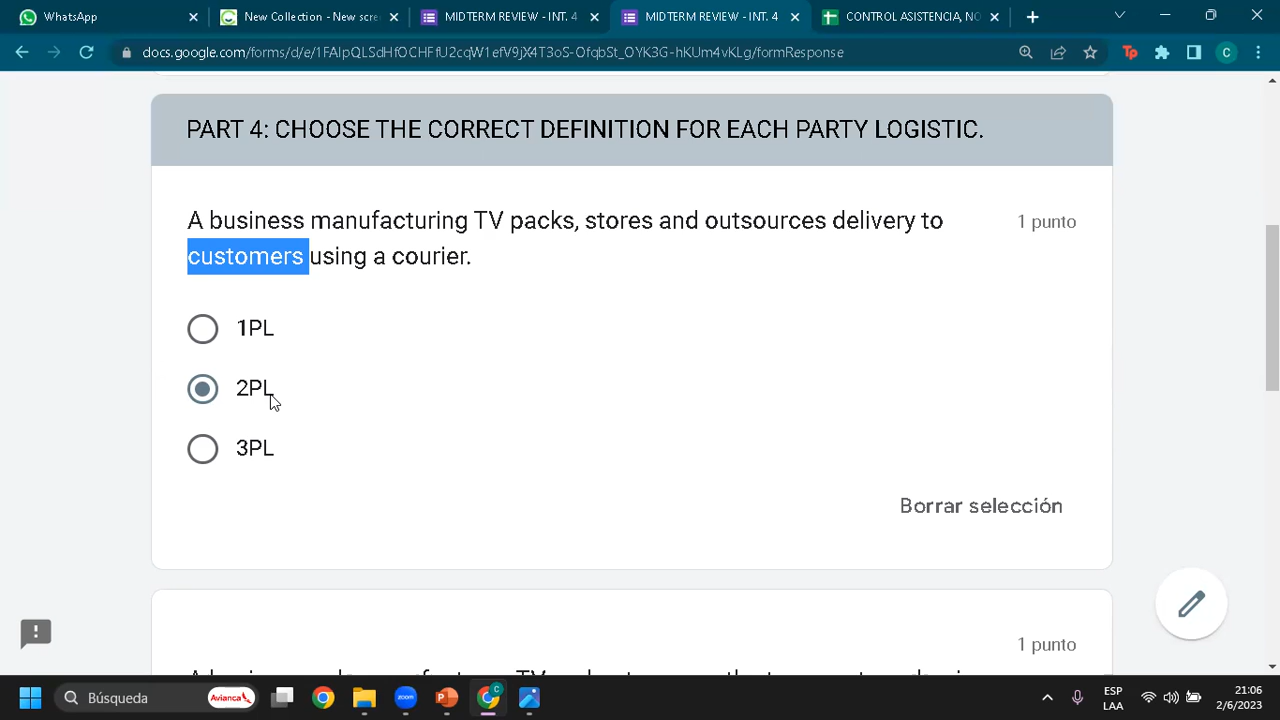 WhatsApp
New Collection - New scre
MIDTERM REVIEW - INT. 4
MIDTERM REVIEW - INT. 4
CONTROL ASISTENCIA, NO
docs.google.com/forms/d/e/1FAIpQLSdHfOCHFfU2cqW1efV9jX4T3oS-OfqbSt_OYK3G-hKUm4vKLg/formResponse
PART 4: CHOOSE THE CORRECT DEFINITION FOR EACH PARTY LOGISTIC.
A business manufacturing TV packs, stores and outsources delivery to
customers using a courier.
1 punto
1PL
2PL
3PL
Borrar selección
1 punto
Búsqueda
Avianca
ESP
LAA
21:06
2/6/2023